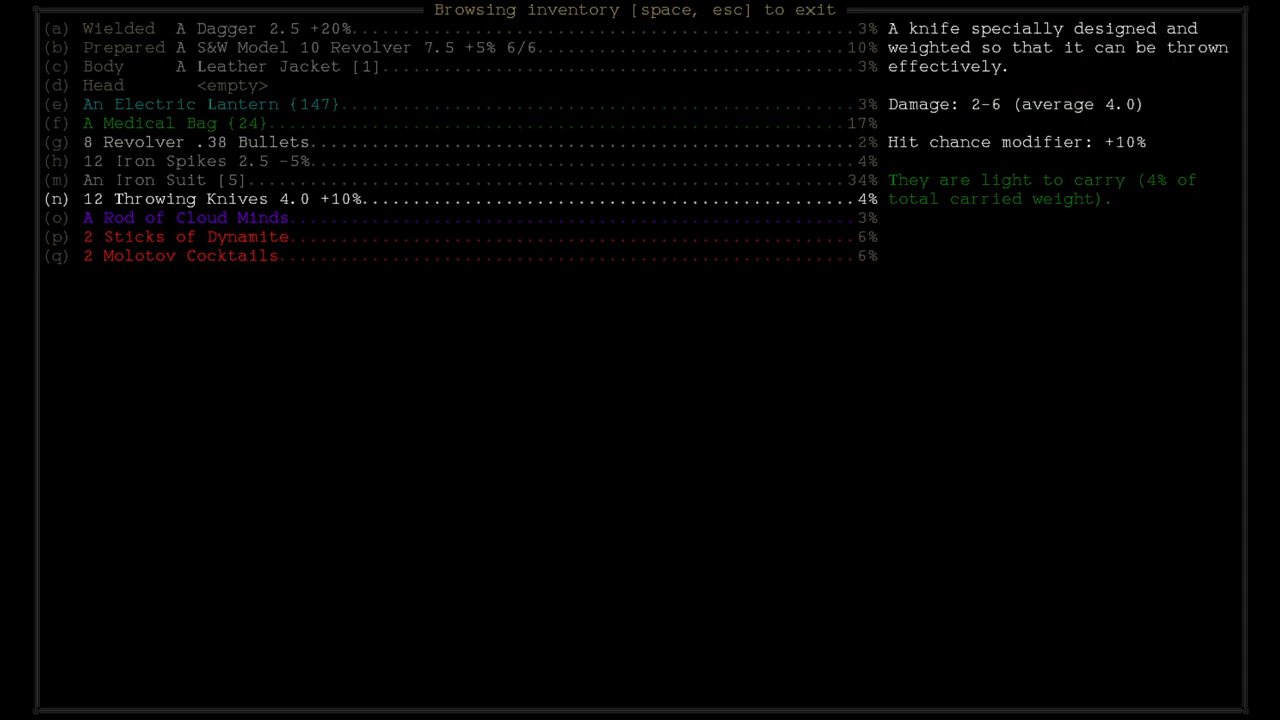 Browsing inventory [space, esc] to exit
(a) Wielded  A Dagger 2.5 +20%................................................. 3% A knife specially designed and
(b) Prepared A S&W Model 10 Revolver 7.5 +5% 6/6..............................10% weighted so that it can be thrown
(c) Body     A Leather Jacket [1].............................................. 3% effectively.
(d) Head       <empty>
(e) An Electric Lantern {147}.................................................. 3% Damage: 2-6 (average 4.0)
(f) A Medical Bag {24}.........................................................17%
(g) 8 Revolver .38 Bullets..................................................... 2% Hit chance modifier: +10%
(h) 12 Iron Spikes 2.5 -5%..................................................... 4%
(m) An Iron Suit [5]...........................................................34% They are light to carry (4% of
(n) 12 Throwing Knives 4.0 +10%................................................ 4% total carried weight).
(o) A Rod of Cloud Minds....................................................... 3%
(p) 2 Sticks of Dynamite....................................................... 6%
(q) 2 Molotov Cocktails........................................................ 6%